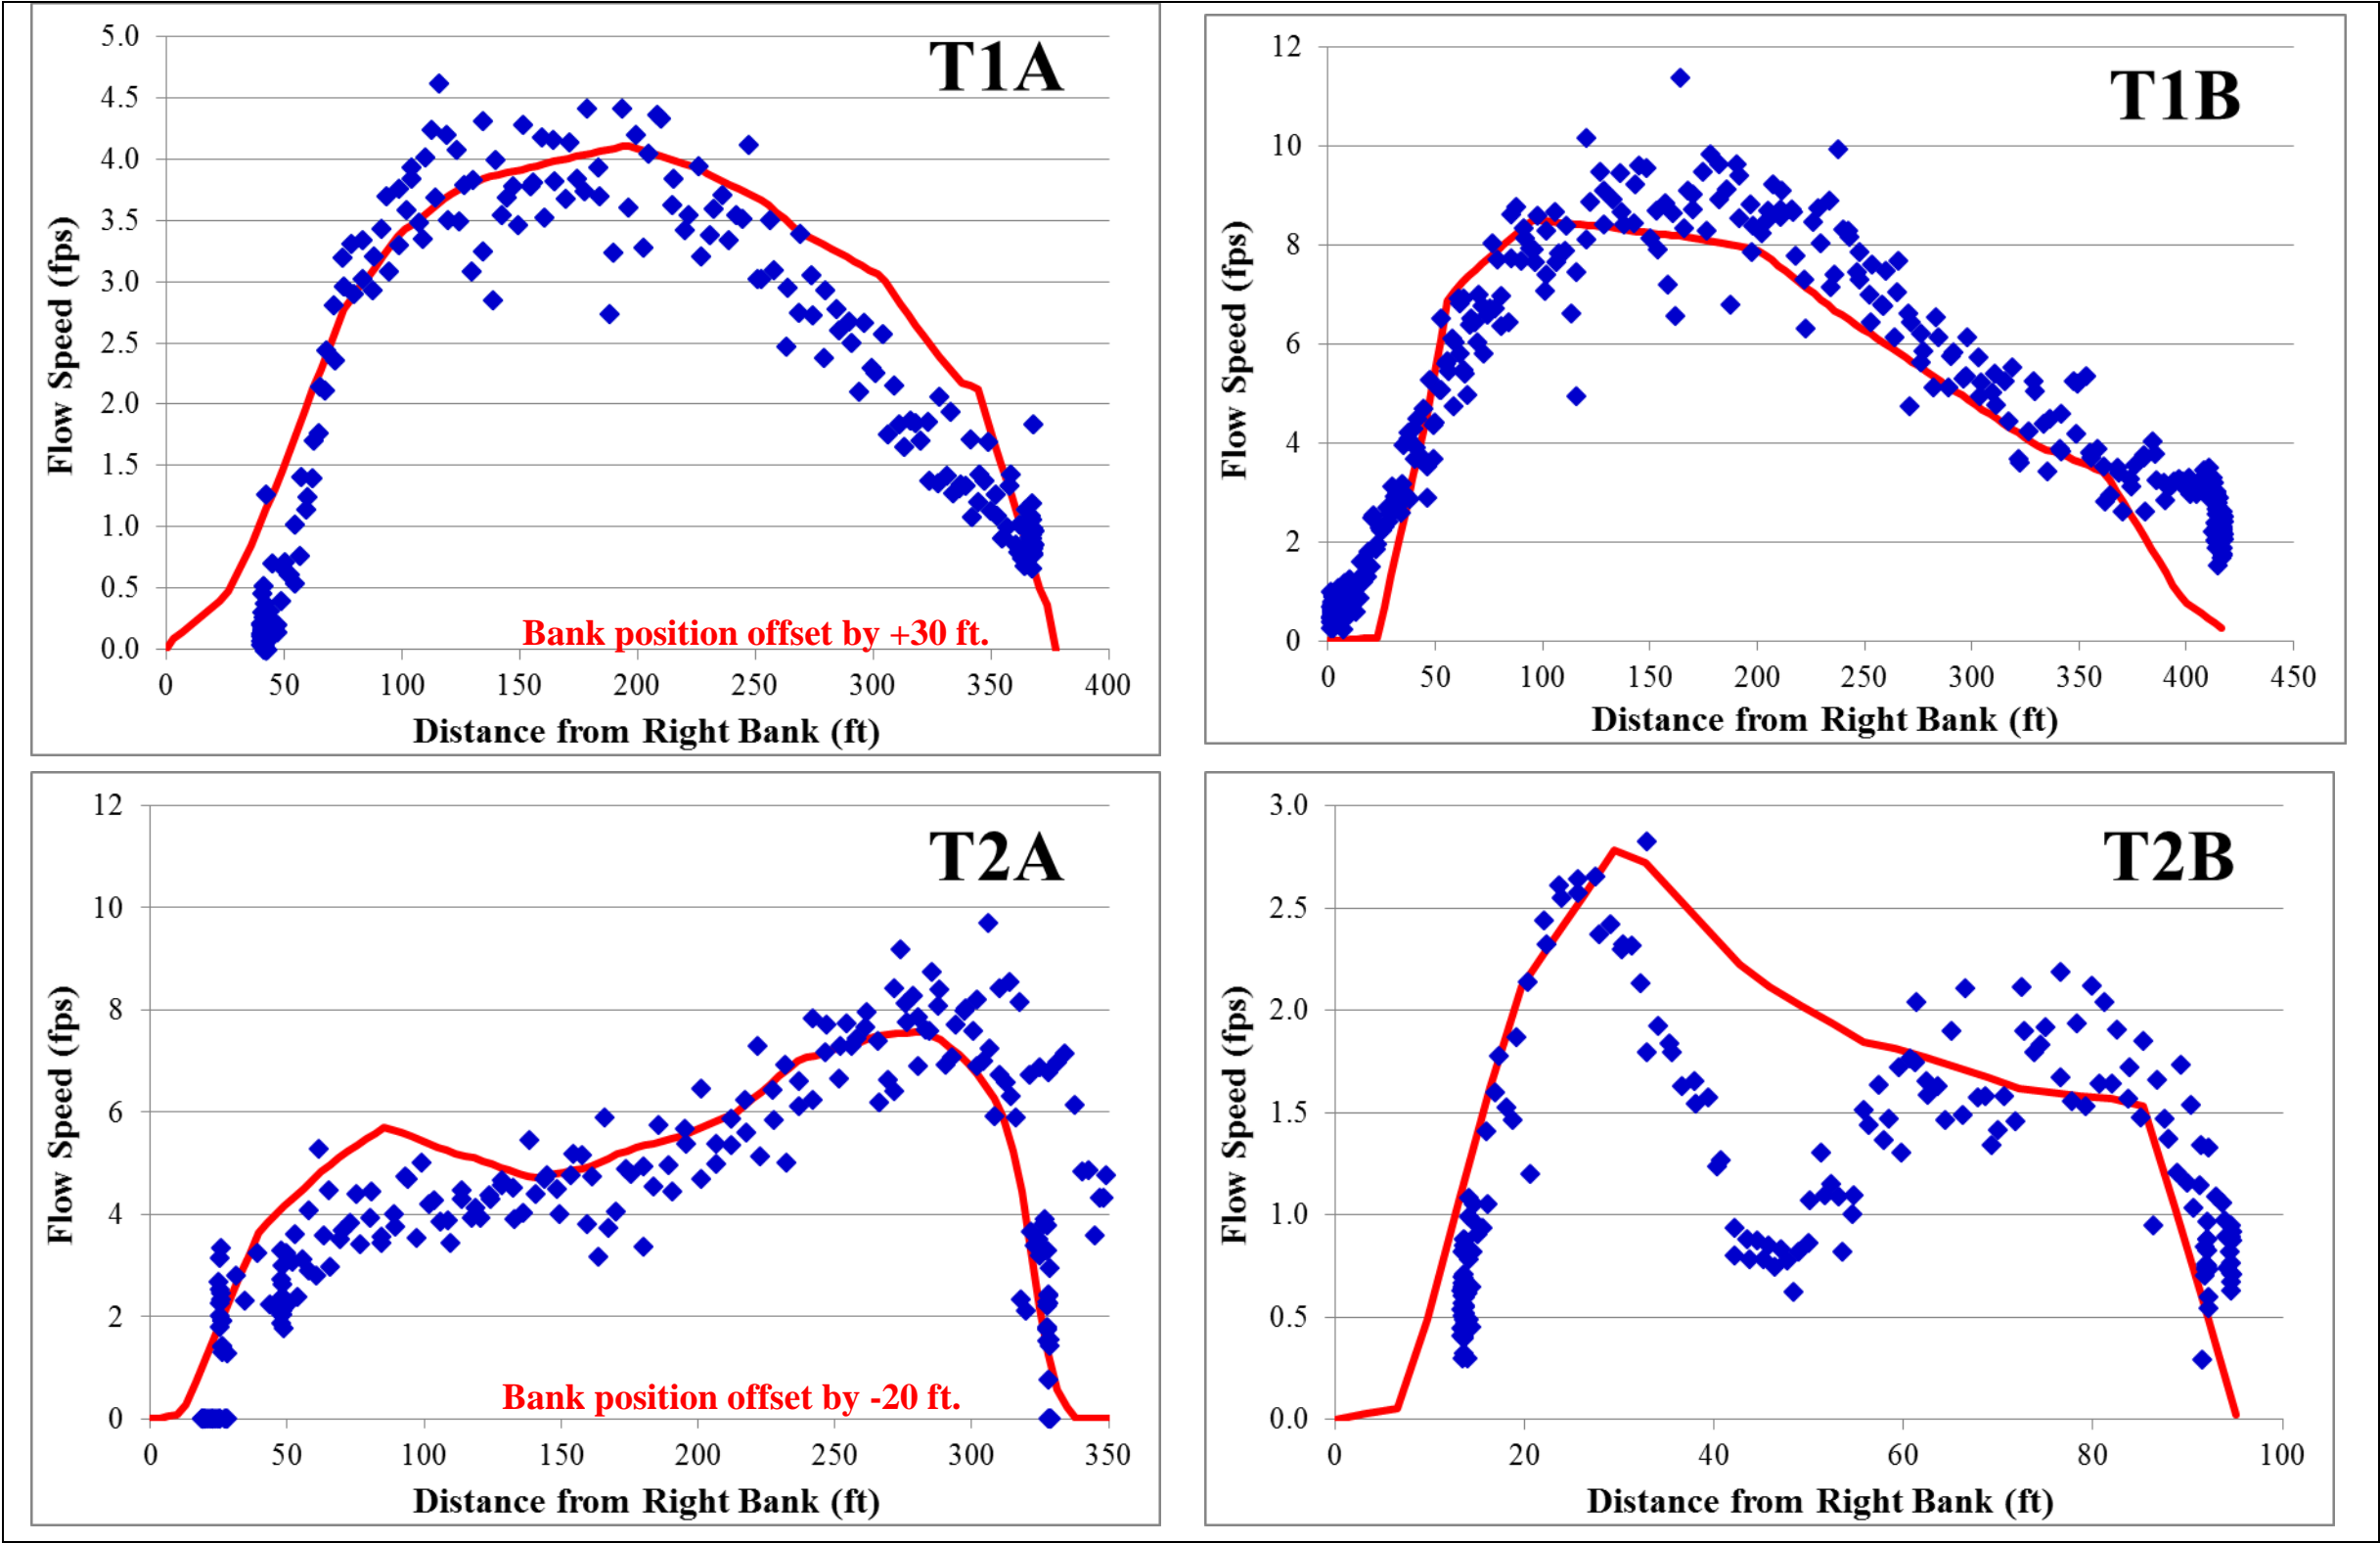 T1A
5.0
4.5
4.0
3.5
3.0
2.5
2.0
1.5
1.0
0.5
0.0
Flow Speed (fps)
Bank position offset by +30 ft.
0 50 100 150 200 250 300 350 400
Distance from Right Bank (ft)
T1B
12
10
8
6
4
2
0
Flow Speed (fps)
0 50 100 150 200 250 300 350 400 450
Distance from Right Bank (ft)
T2A
12
10
8
6
4
2
0
Flow Speed (fps)
Bank position offset by -20 ft.
0 50 100 150 200 250 300 350
Distance from Right Bank (ft)
T2B
3.0
2.5
2.0
1.5
1.0
0.5
0.0
Flow Speed (fps)
0 20 40 60 80 100
Distance from Right Bank (ft)